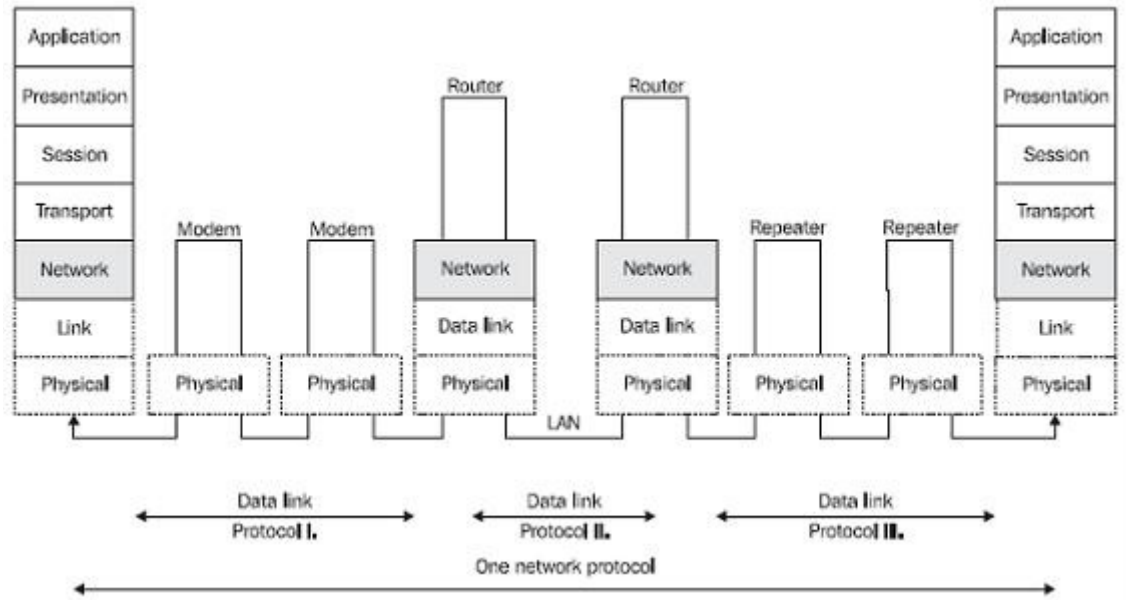 Application
Presentation
Session
Transport
Network
Link
Physical
Modem
Physical
Modem
Physical
Router
Network
Data link
Physical
LAN
Router
Network
Data link
Physical
Repeater
Physical
Repeater
Physical
Application
Presentation
Session
Transport
Network
Link
Physical
Data link
Protocol I.
Data link
Protocol II.
Data link
Protocol III.
One network protocol